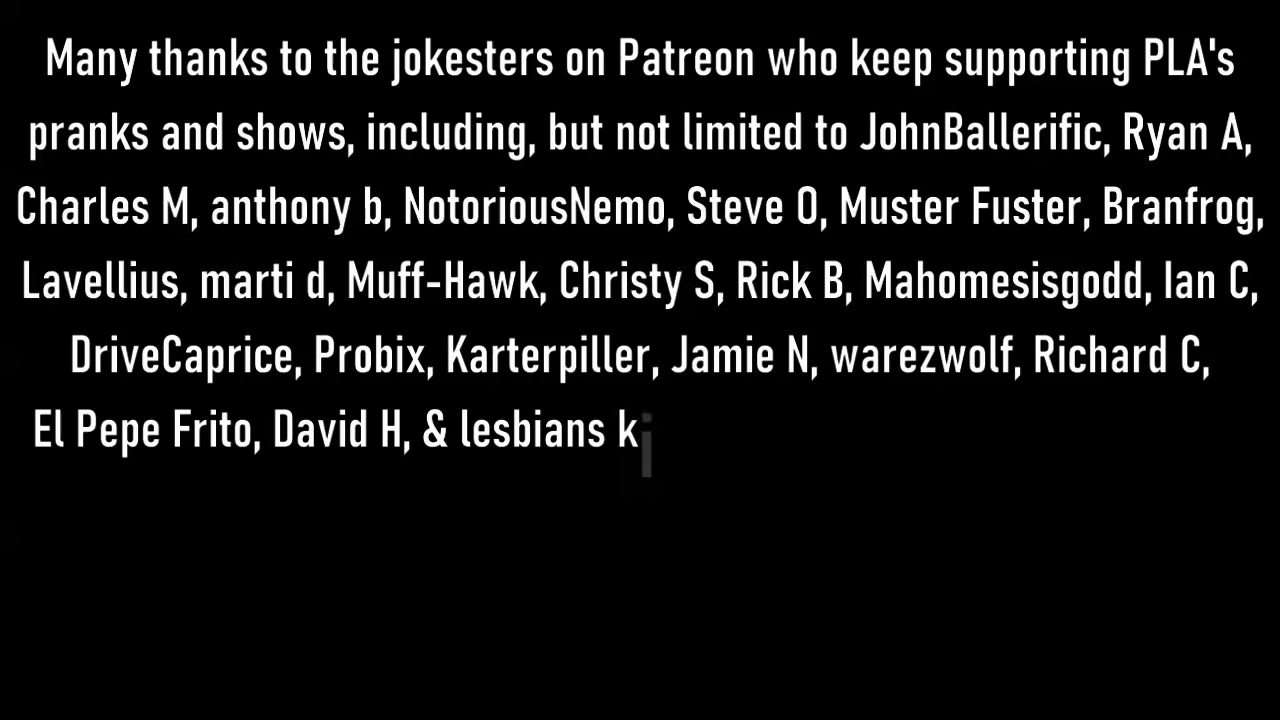 Many thanks to the jokesters on Patreon who keep supporting PLA's
pranks and shows, including, but not limited to JohnBallerific, Ryan A,
Charles M, anthony b, NotoriousNemo, Steve O, Muster Fuster, Branfrog,
Lavellius, marti d, Muff-Hawk, Christy S, Rick B, Mahomesisgodd, Ian C,
DriveCaprice, Probix, Karterpiller, Jamie N, warezwolf, Richard C,
El Pepe Frito, David H, & lesbians ki